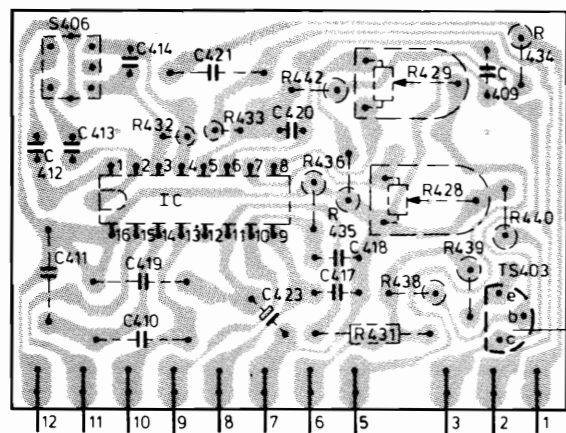 S406
C414
C421
R442
R429
C
409
R
434
R432
R433
C420
C
412
C413
1 2 3 4 5 6 7 8
R436
R428
IC
R
435
R440
16 15 14 13 12 11 10 9
C418
R439
C411
C419
C417
R438
TS403
C423
e
b
c
C410
R431
12 11 10 9 8 7 6 5 3 2 1